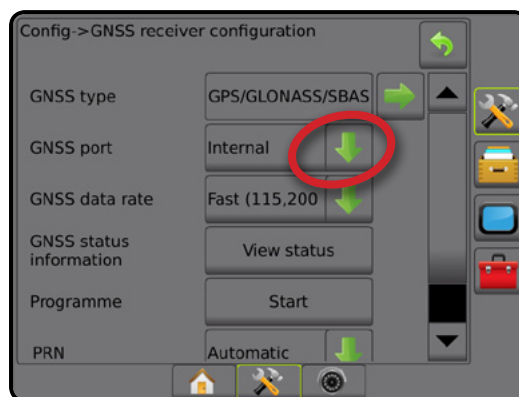 Config->GNSS receiver configuration
GNSS type GPS/GLONASS/SBAS
GNSS port Internal
GNSS data rate Fast (115,200
GNSS status
information View status
Programme Start
PRN Automatic